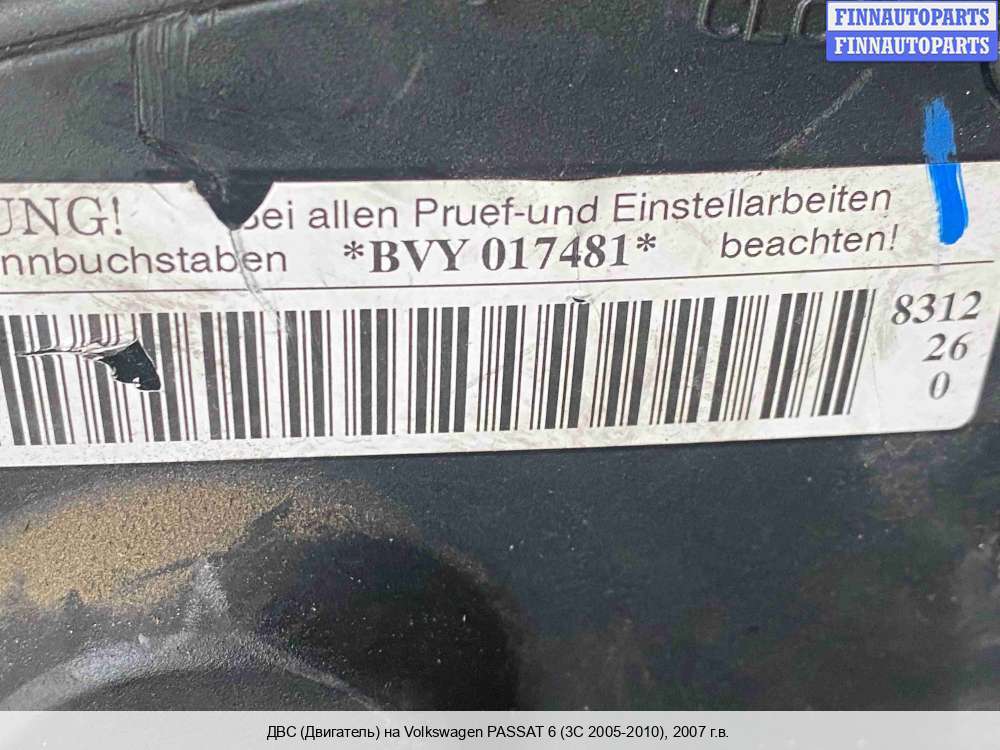 FINNAUTOPARTS
FINNAUTOPARTS
UNG! Bei allen Pruef-und Einstellarbeiten
nnbuchstaben *BVY 017481* beachten!
8312
26
0
ДВС (Двигатель) на Volkswagen PASSAT 6 (3C 2005-2010), 2007 г.в.